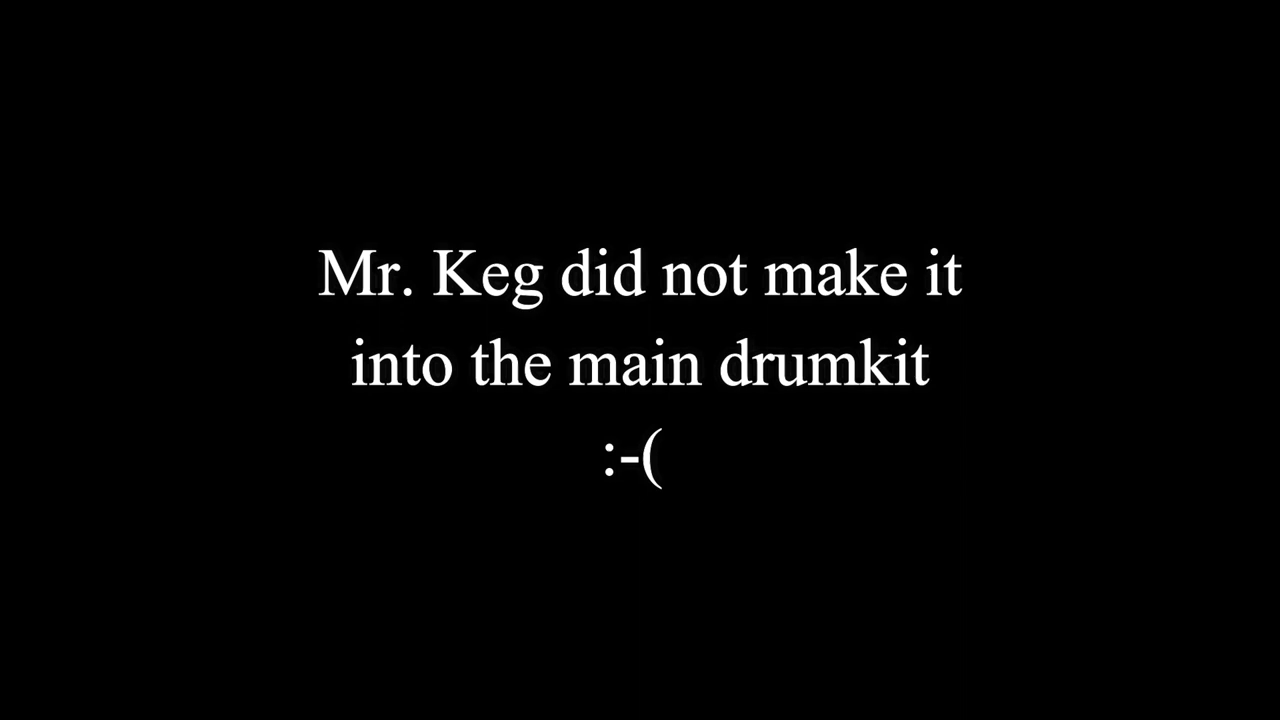 Mr. Keg did not make it
into the main drumkit
:-(